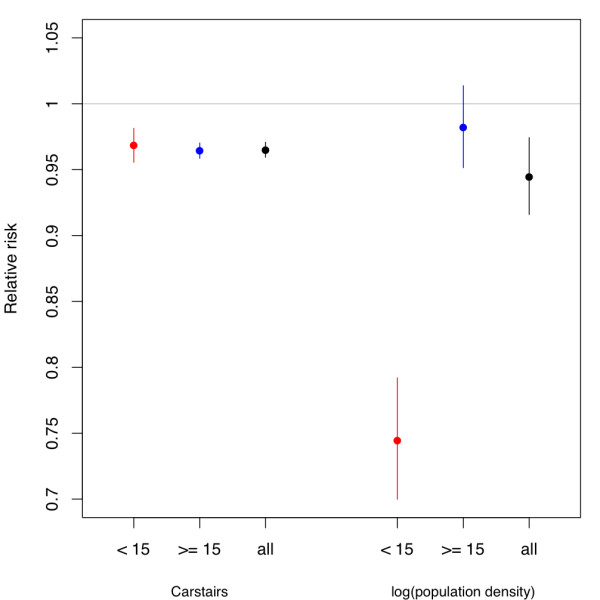 Relative risk
1.05
1
0.95
0.9
0.85
0.8
0.75
0.7
< 15 >= 15 all < 15 >= 15 all
Carstairs log(population density)